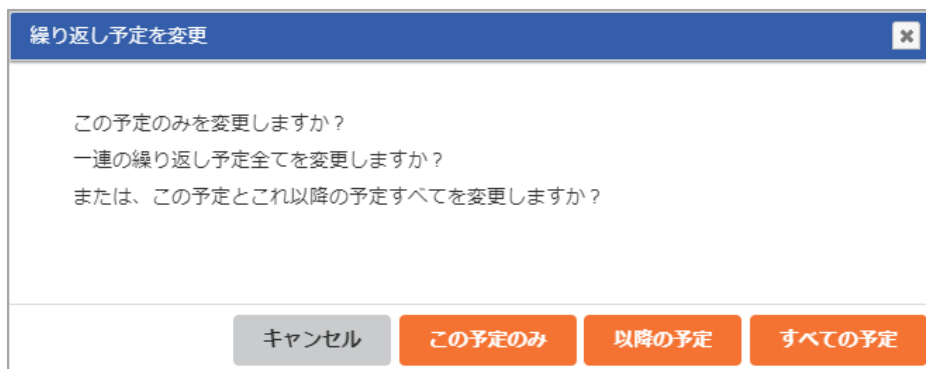 繰り返し予定を変更
この予定のみを変更しますか？
一連の繰り返し予定全てを変更しますか？
または、この予定とこれ以降の予定すべてを変更しますか？
キャンセル この予定のみ 以降の予定 すべての予定